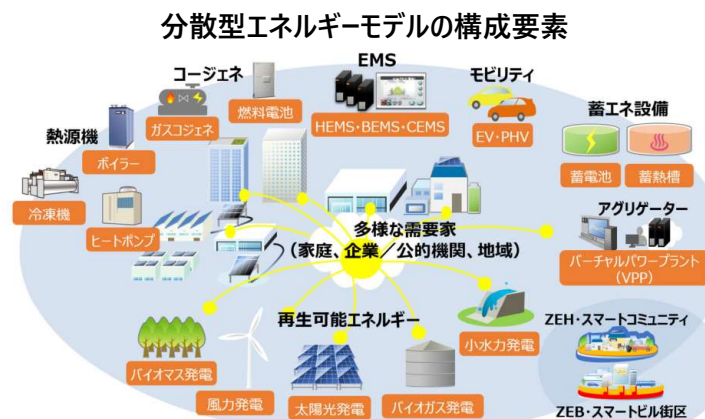 分散型エネルギーモデルの構成要素
コージェネ
EMS
モビリティ
蓄エネ設備
熱源機
ガスコジェネ
燃料電池
HEMS・BEMS・CEMS
EV・PHV
ボイラー
蓄電池
蓄熱槽
冷凍機
ヒートポンプ
アグリゲーター
バーチャルパワープラント
(VPP)
多様な需要家
(家庭、企業／公的機関、地域)
再生可能エネルギー
小水力発電
バイオマス発電
風力発電
太陽光発電
バイオガス発電
ZEH・スマートコミュニティ
ZEB・スマートビル街区